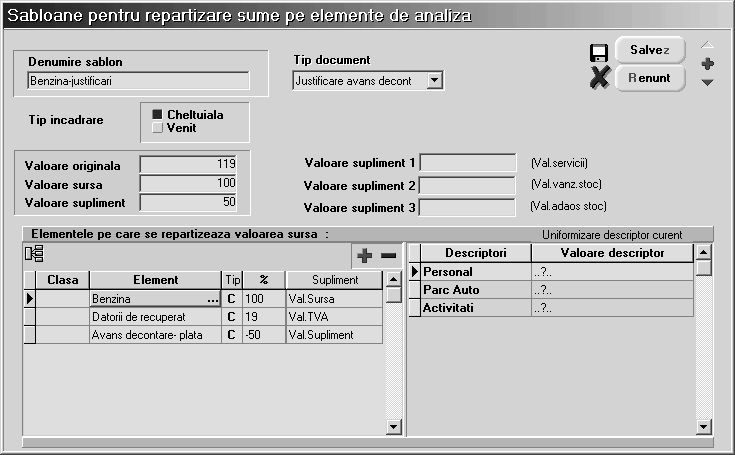 Sabloane pentru repartizare sume pe elemente de analiza
Denumire sablon
Benzina-justificari
Tip document
Justificare avans decont
Salvez
Renunt
Tip incadrare
Cheltuiala
Venit
Valoare originala 119
Valoare sursa 100
Valoare supliment 50
Valoare supliment 1 (Val.servicii)
Valoare supliment 2 (Val.vanz.stoc)
Valoare supliment 3 (Val.adaos stoc)
Elementele pe care se repartizeaza valoarea sursa :
Uniformizare descriptor curent
Clasa Element Tip % Supliment
Benzina ... C 100 Val.Sursa
Datorii de recuperat C 19 Val.TVA
Avans decontare- plata C -50 Val.Supliment
Descriptori Valoare descriptor
Personal ..?..
Parc Auto ..?..
Activitati ..?..